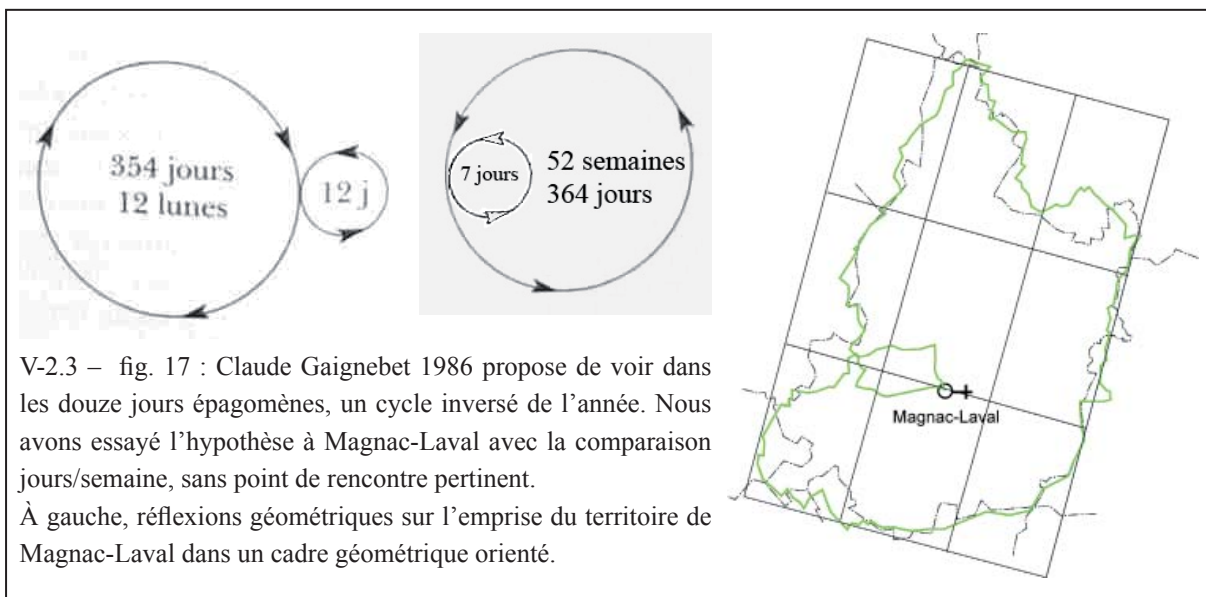 354 jours
12 lunes
12 j
7 jours
52 semaines
364 jours
Magnac-Laval
V-2.3 – fig. 17 : Claude Gaignebet 1986 propose de voir dans
les douze jours épagomènes, un cycle inversé de l’année. Nous
avons essayé l’hypothèse à Magnac-Laval avec la comparaison
jours/semaine, sans point de rencontre pertinent.
À gauche, réflexions géométriques sur l’emprise du territoire de
Magnac-Laval dans un cadre géométrique orienté.